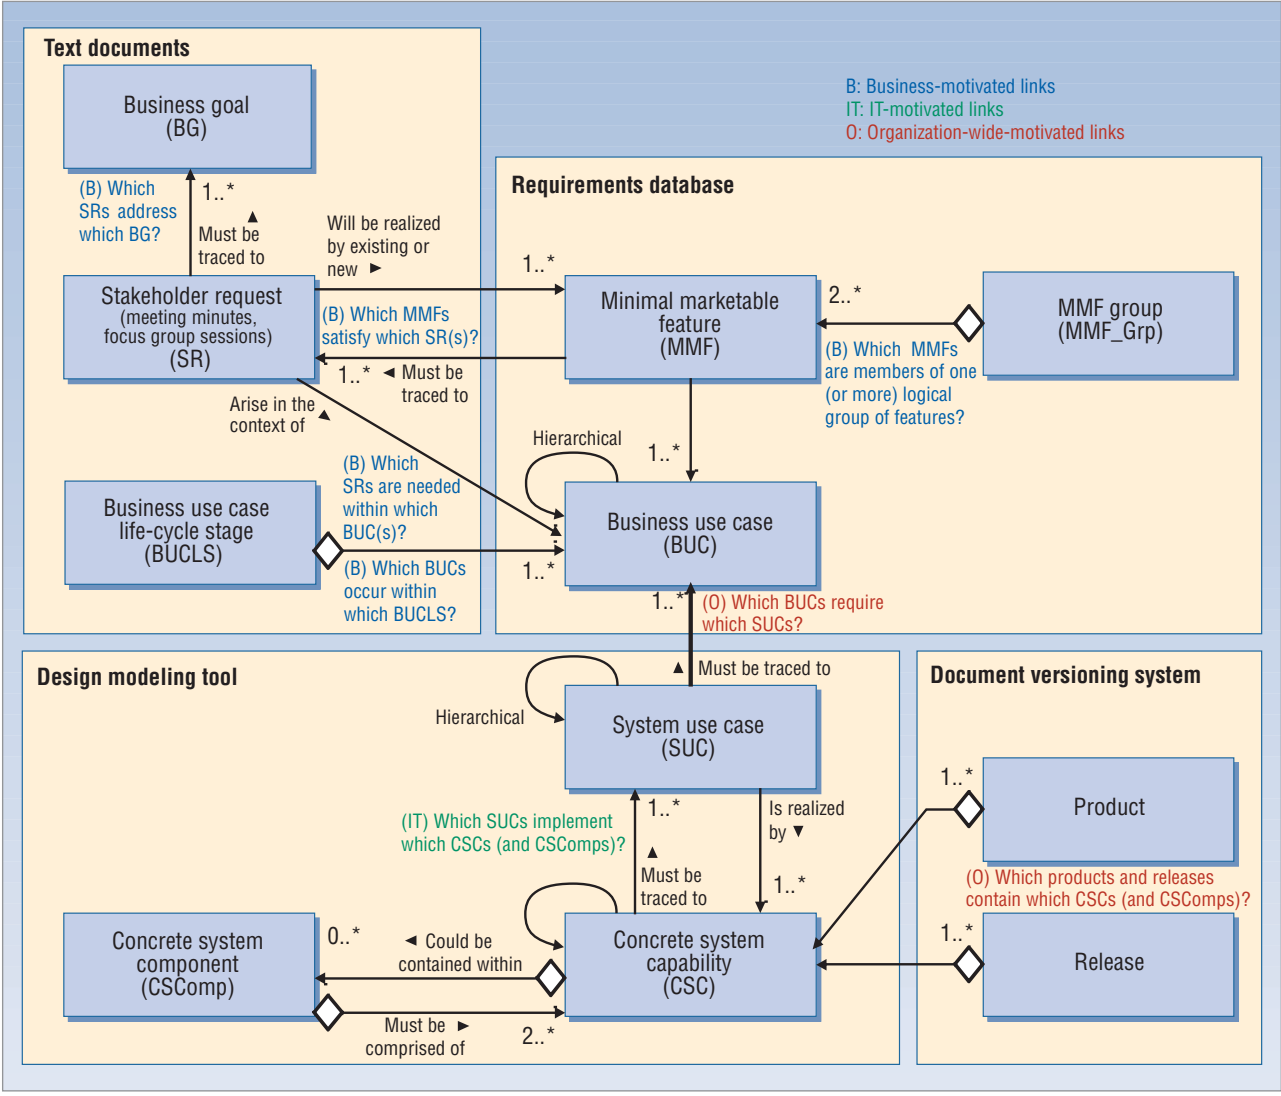 Text documents
Business goal
(BG)
B: Business-motivated links
IT: IT-motivated links
O: Organization-wide-motivated links
(B) Which
SRs address
which BG?
1..*
Must be
traced to
Requirements database
Will be realized
by existing or
new
1..*
Stakeholder request
(meeting minutes,
focus group sessions)
(SR)
(B) Which MMFs
satisfy which SR(s)?
1..*
Must be
traced to
Minimal marketable
feature
(MMF)
2..*
(B) Which MMFs
are members of one
(or more) logical
group of features?
MMF group
(MMF_Grp)
Arise in the
context of
Hierarchical
1..*
(B) Which
SRs are needed
within which
BUC(s)?
Business use case
life-cycle stage
(BUCLS)
(B) Which BUCs
occur within
which BUCLS?
1..*
Business use case
(BUC)
1..*
(O) Which BUCs require
which SUCs?
Must be traced to
Design modeling tool
Hierarchical
System use case
(SUC)
Document versioning system
1..*
Product
(IT) Which SUCs implement
which CSCs (and CSComps)?
1..*
Must be
traced to
Is realized
by
1..*
(O) Which products and releases
contain which CSCs (and CSComps)?
1..*
Release
Concrete system
component
(CSComp)
0..*
Could be
contained within
Concrete system
capability
(CSC)
Must be
comprised of
2..*